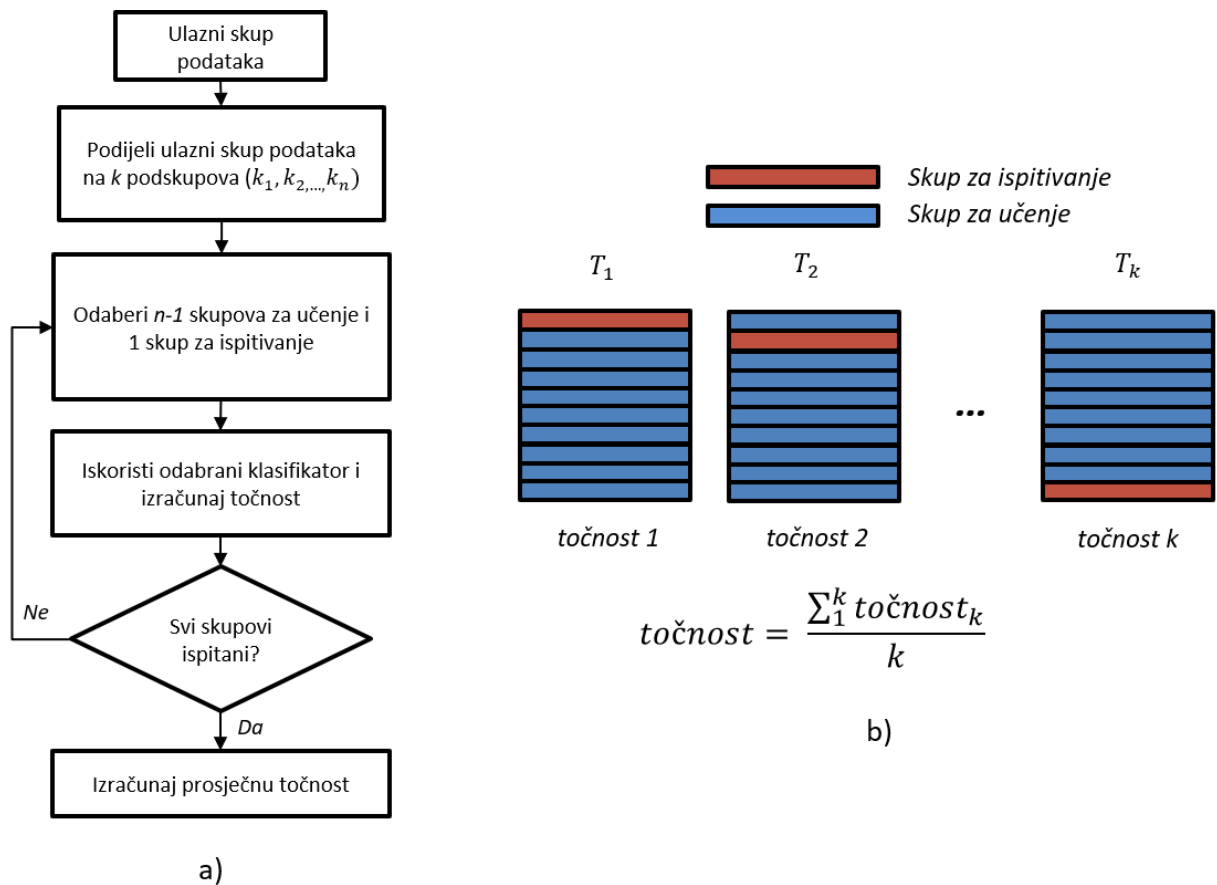 Ulazni skup
podataka
Podijeli ulazni skup podataka
na k podskupova (k₁, k₂,...,kₙ)
Odaberi n-1 skupova za učenje i
1 skup za ispitivanje
Iskoristi odabrani klasifikator i
izračunaj točnost
Ne
Svi skupovi
ispitani?
Da
Izračunaj prosječnu točnost
a)
Skup za ispitivanje
Skup za učenje
T₁ T₂ Tₖ
...
točnost 1 točnost 2 točnost k
točnost = ∑₁ᵏ točnostₖ / k
b)